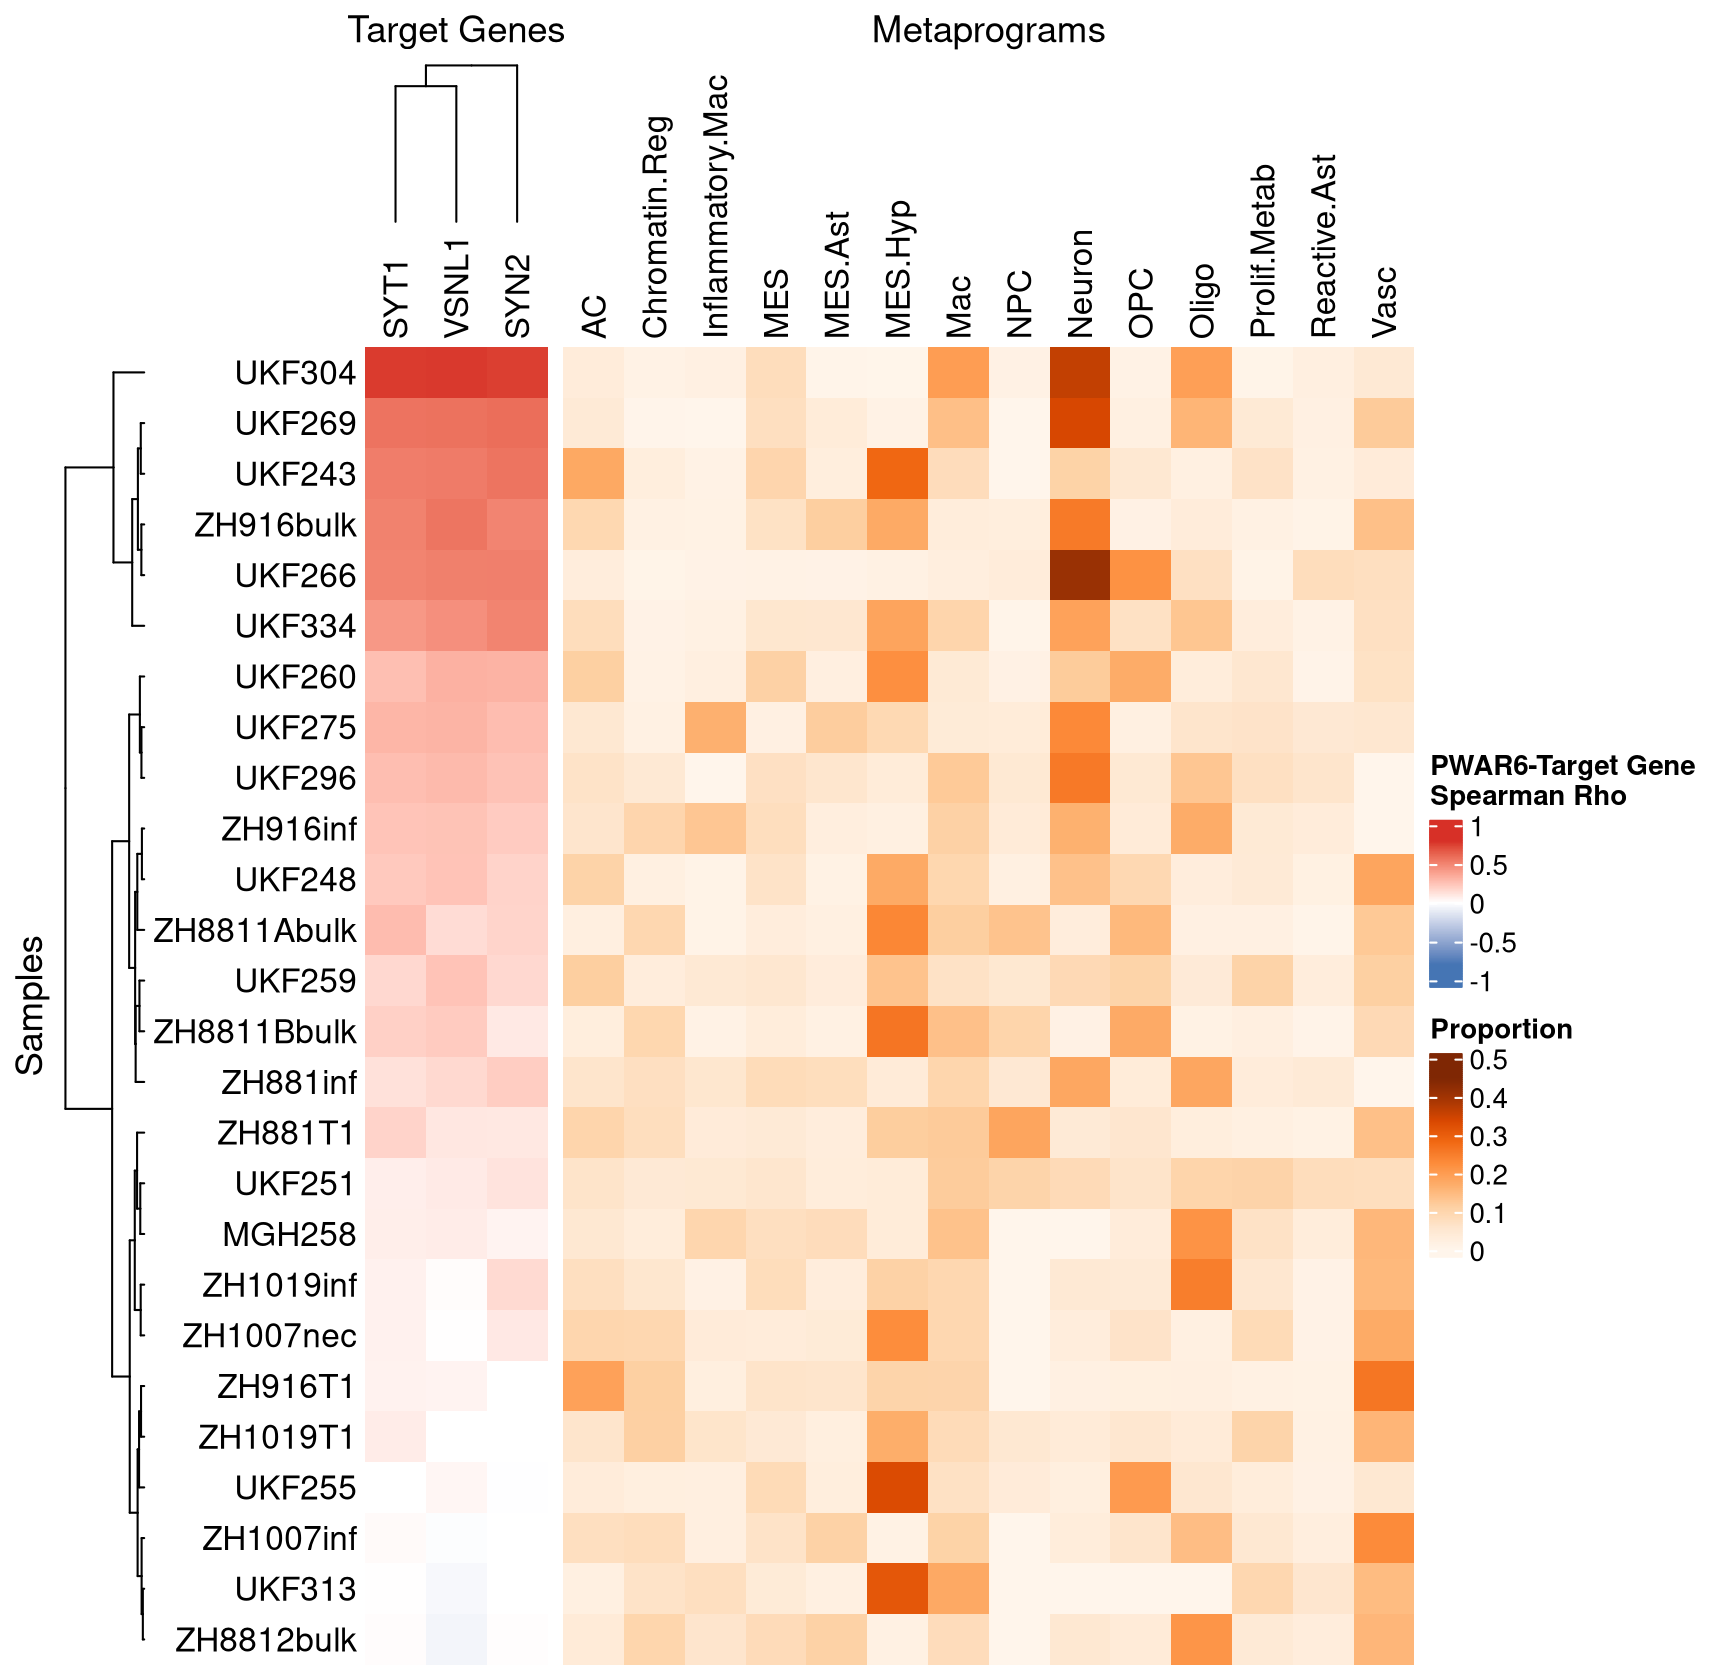 Target Genes
Metaprograms
SYT1
VSNL1
SYN2
AC
Chromatin.Reg
Inflammatory.Mac
MES
MES.Ast
MES.Hyp
Mac
NPC
Neuron
OPC
Oligo
Prolif.Metab
Reactive.Ast
Vasc
Samples
UKF304
UKF269
UKF243
ZH916bulk
UKF266
UKF334
UKF260
UKF275
UKF296
ZH916inf
UKF248
ZH8811Abulk
UKF259
ZH8811Bbulk
ZH881inf
ZH881T1
UKF251
MGH258
ZH1019inf
ZH1007nec
ZH916T1
ZH1019T1
UKF255
ZH1007inf
UKF313
ZH8812bulk
PWAR6-Target Gene
Spearman Rho
1
0.5
0
-0.5
-1
Proportion
0.5
0.4
0.3
0.2
0.1
0